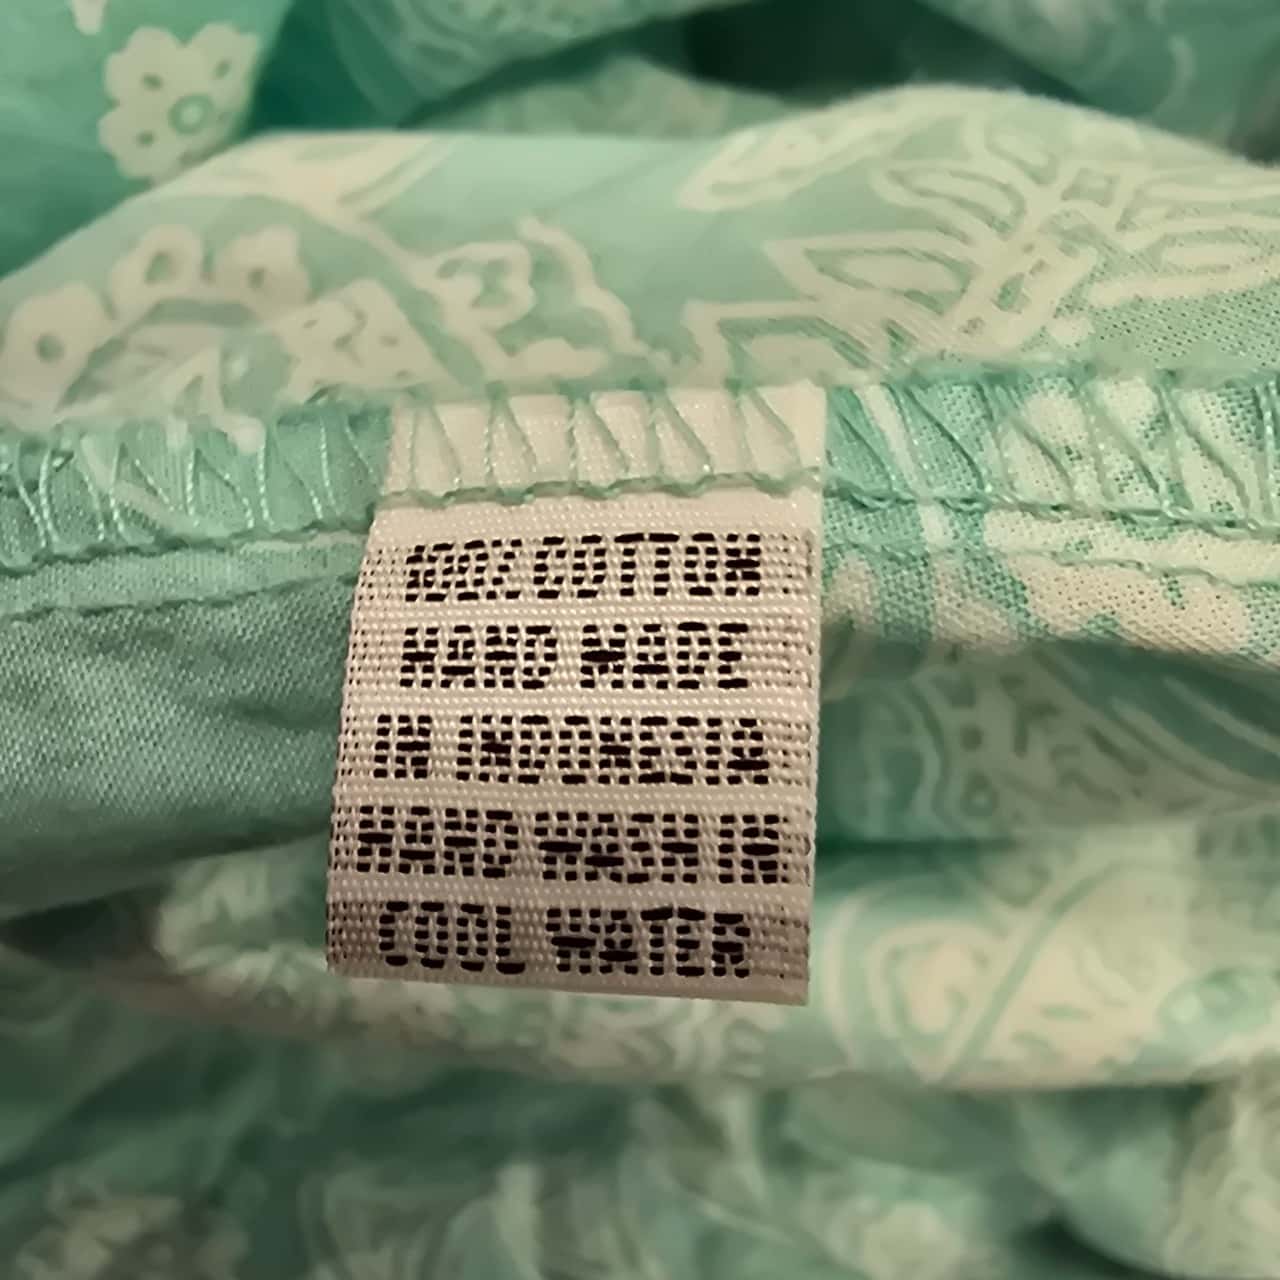 100% COTTON
HAND MADE
IN INDONESIA
HAND WASH IN
COOL WATER